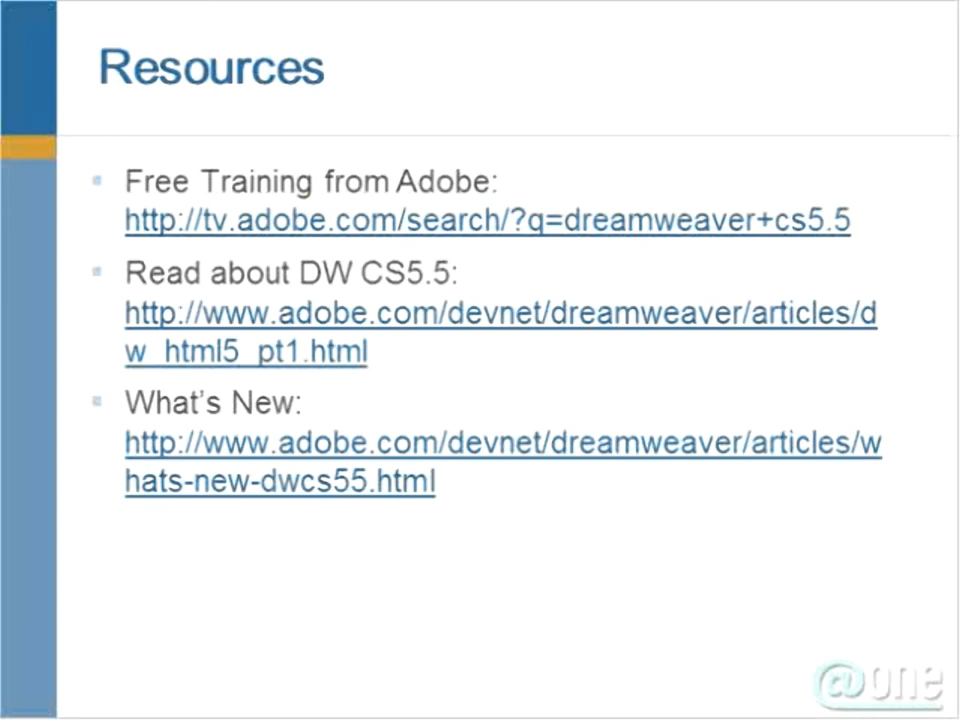 Resources
Free Training from Adobe:
http://tv.adobe.com/search/?q=dreamweaver+cs5.5
Read about DW CS5.5:
http://www.adobe.com/devnet/dreamweaver/articles/d
w_html5_pt1.html
What's New:
http://www.adobe.com/devnet/dreamweaver/articles/w
hats-new-dwcs55.html
@one